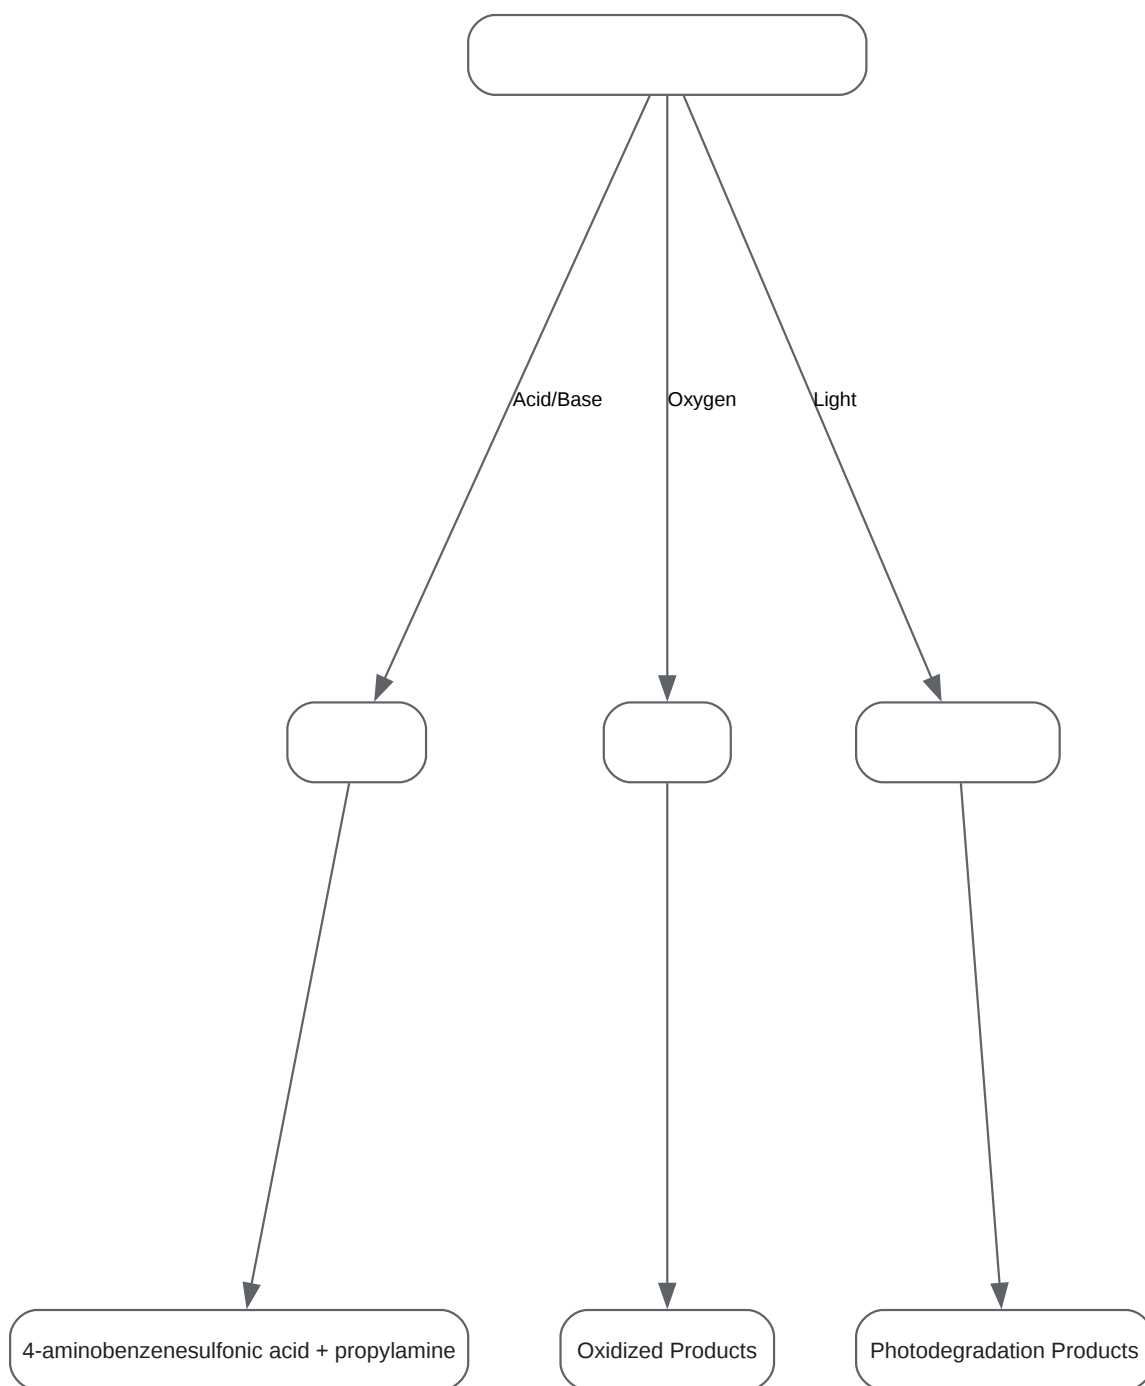 Acid/Base
Oxygen
Light
4-aminobenzenesulfonic acid + propylamine
Oxidized Products
Photodegradation Products